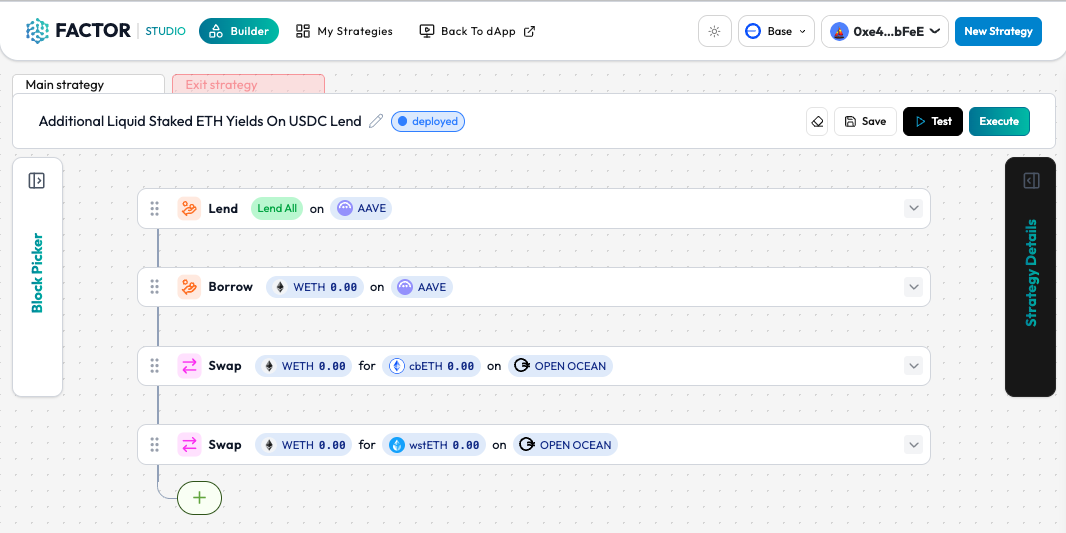 FACTOR STUDIO Builder My Strategies Back To dApp Base 0xe4...bFeE New Strategy
Main strategy Exit strategy
Additional Liquid Staked ETH Yields On USDC Lend deployed Save Test Execute
Block Picker
Lend Lend All on AAVE
Borrow WETH 0.00 on AAVE
Swap WETH 0.00 for cbETH 0.00 on OPEN OCEAN
Swap WETH 0.00 for wstETH 0.00 on OPEN OCEAN
Strategy Details